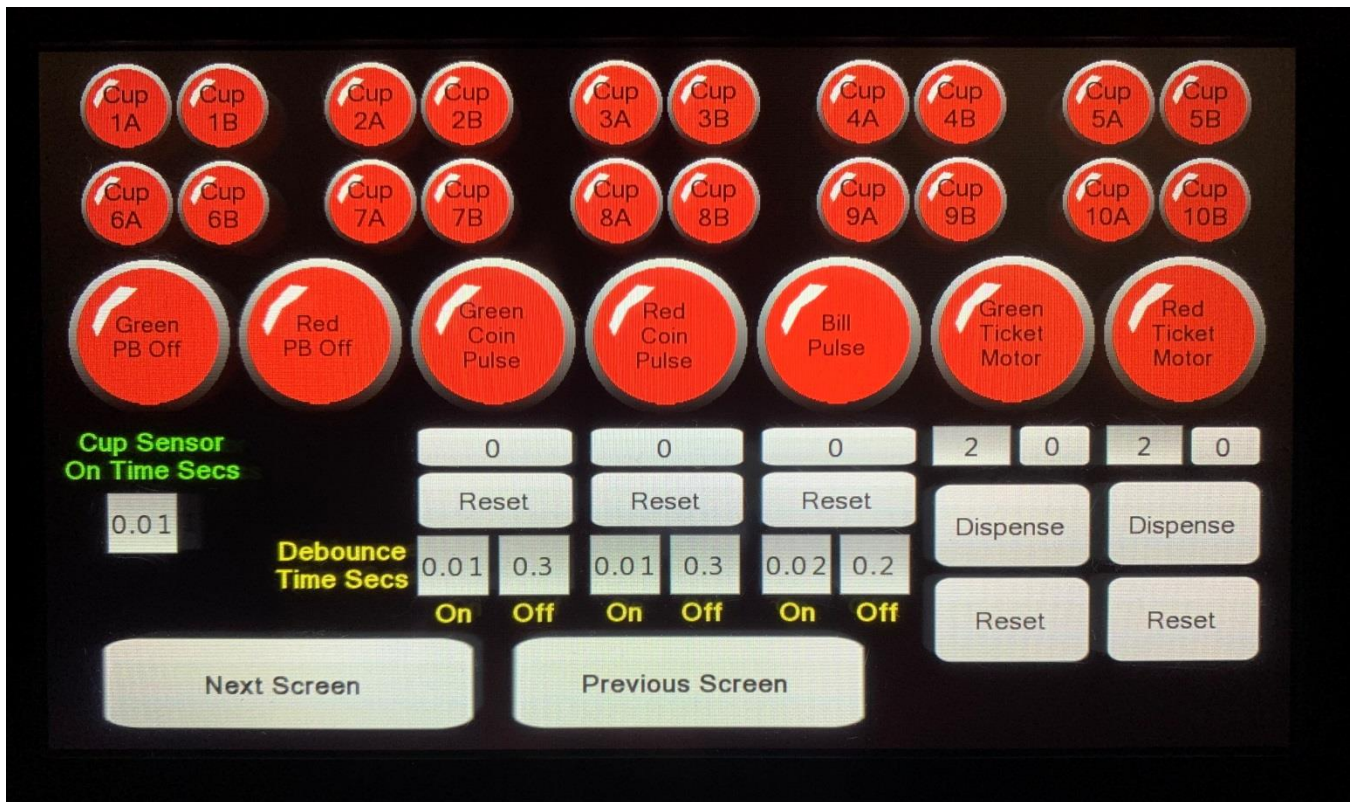 Cup 1A Cup 1B Cup 2A Cup 2B Cup 3A Cup 3B Cup 4A Cup 4B Cup 5A Cup 5B
Cup 6A Cup 6B Cup 7A Cup 7B Cup 8A Cup 8B Cup 9A Cup 9B Cup 10A Cup 10B
Green
PB Off
Red
PB Off
Green
Coin
Pulse
Red
Coin
Pulse
Bill
Pulse
Green
Ticket
Motor
Red
Ticket
Motor
Cup Sensor
On Time Secs
0.01
0 0 0 2 0 2 0
Reset Reset Reset Dispense Dispense
Debounce
Time Secs
0.01 0.3 0.01 0.3 0.02 0.2
On Off On Off On Off
Reset Reset
Next Screen Previous Screen